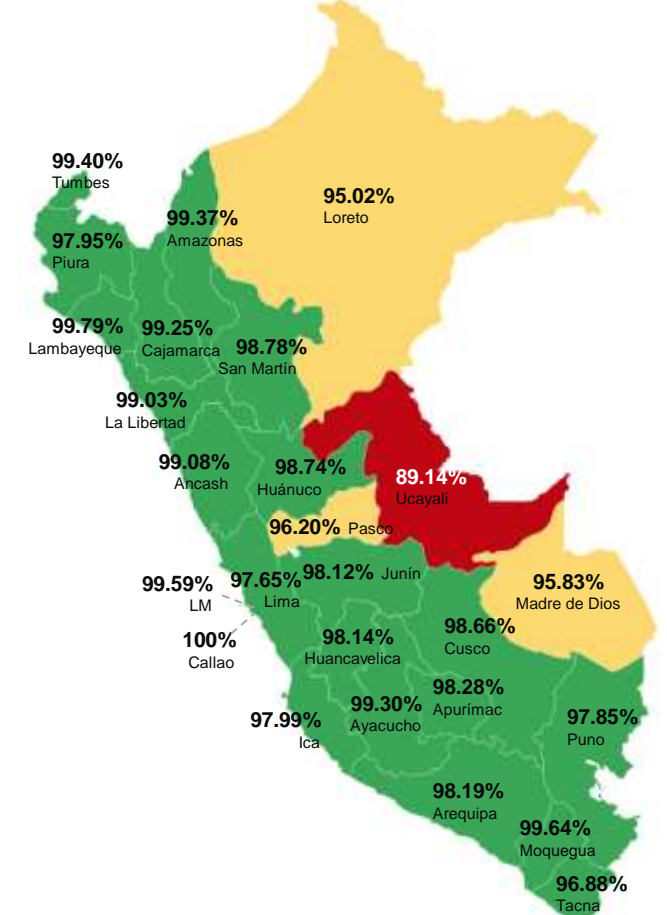 99.40%
Tumbes
95.02%
Loreto
99.37%
Amazonas
97.95%
Piura
99.79%
Lambayeque
99.25%
Cajamarca
98.78%
San Martín
99.03%
La Libertad
99.08%
Ancash
98.74%
Huánuco
89.14%
Ucayali
96.20% Pasco
99.59%
LM
97.65%
Lima
98.12% Junín
95.83%
Madre de Dios
100%
Callao
98.14%
Huancavelica
98.66%
Cusco
97.99%
Ica
99.30%
Ayacucho
98.28%
Apurímac
97.85%
Puno
98.19%
Arequipa
99.64%
Moquegua
96.88%
Tacna